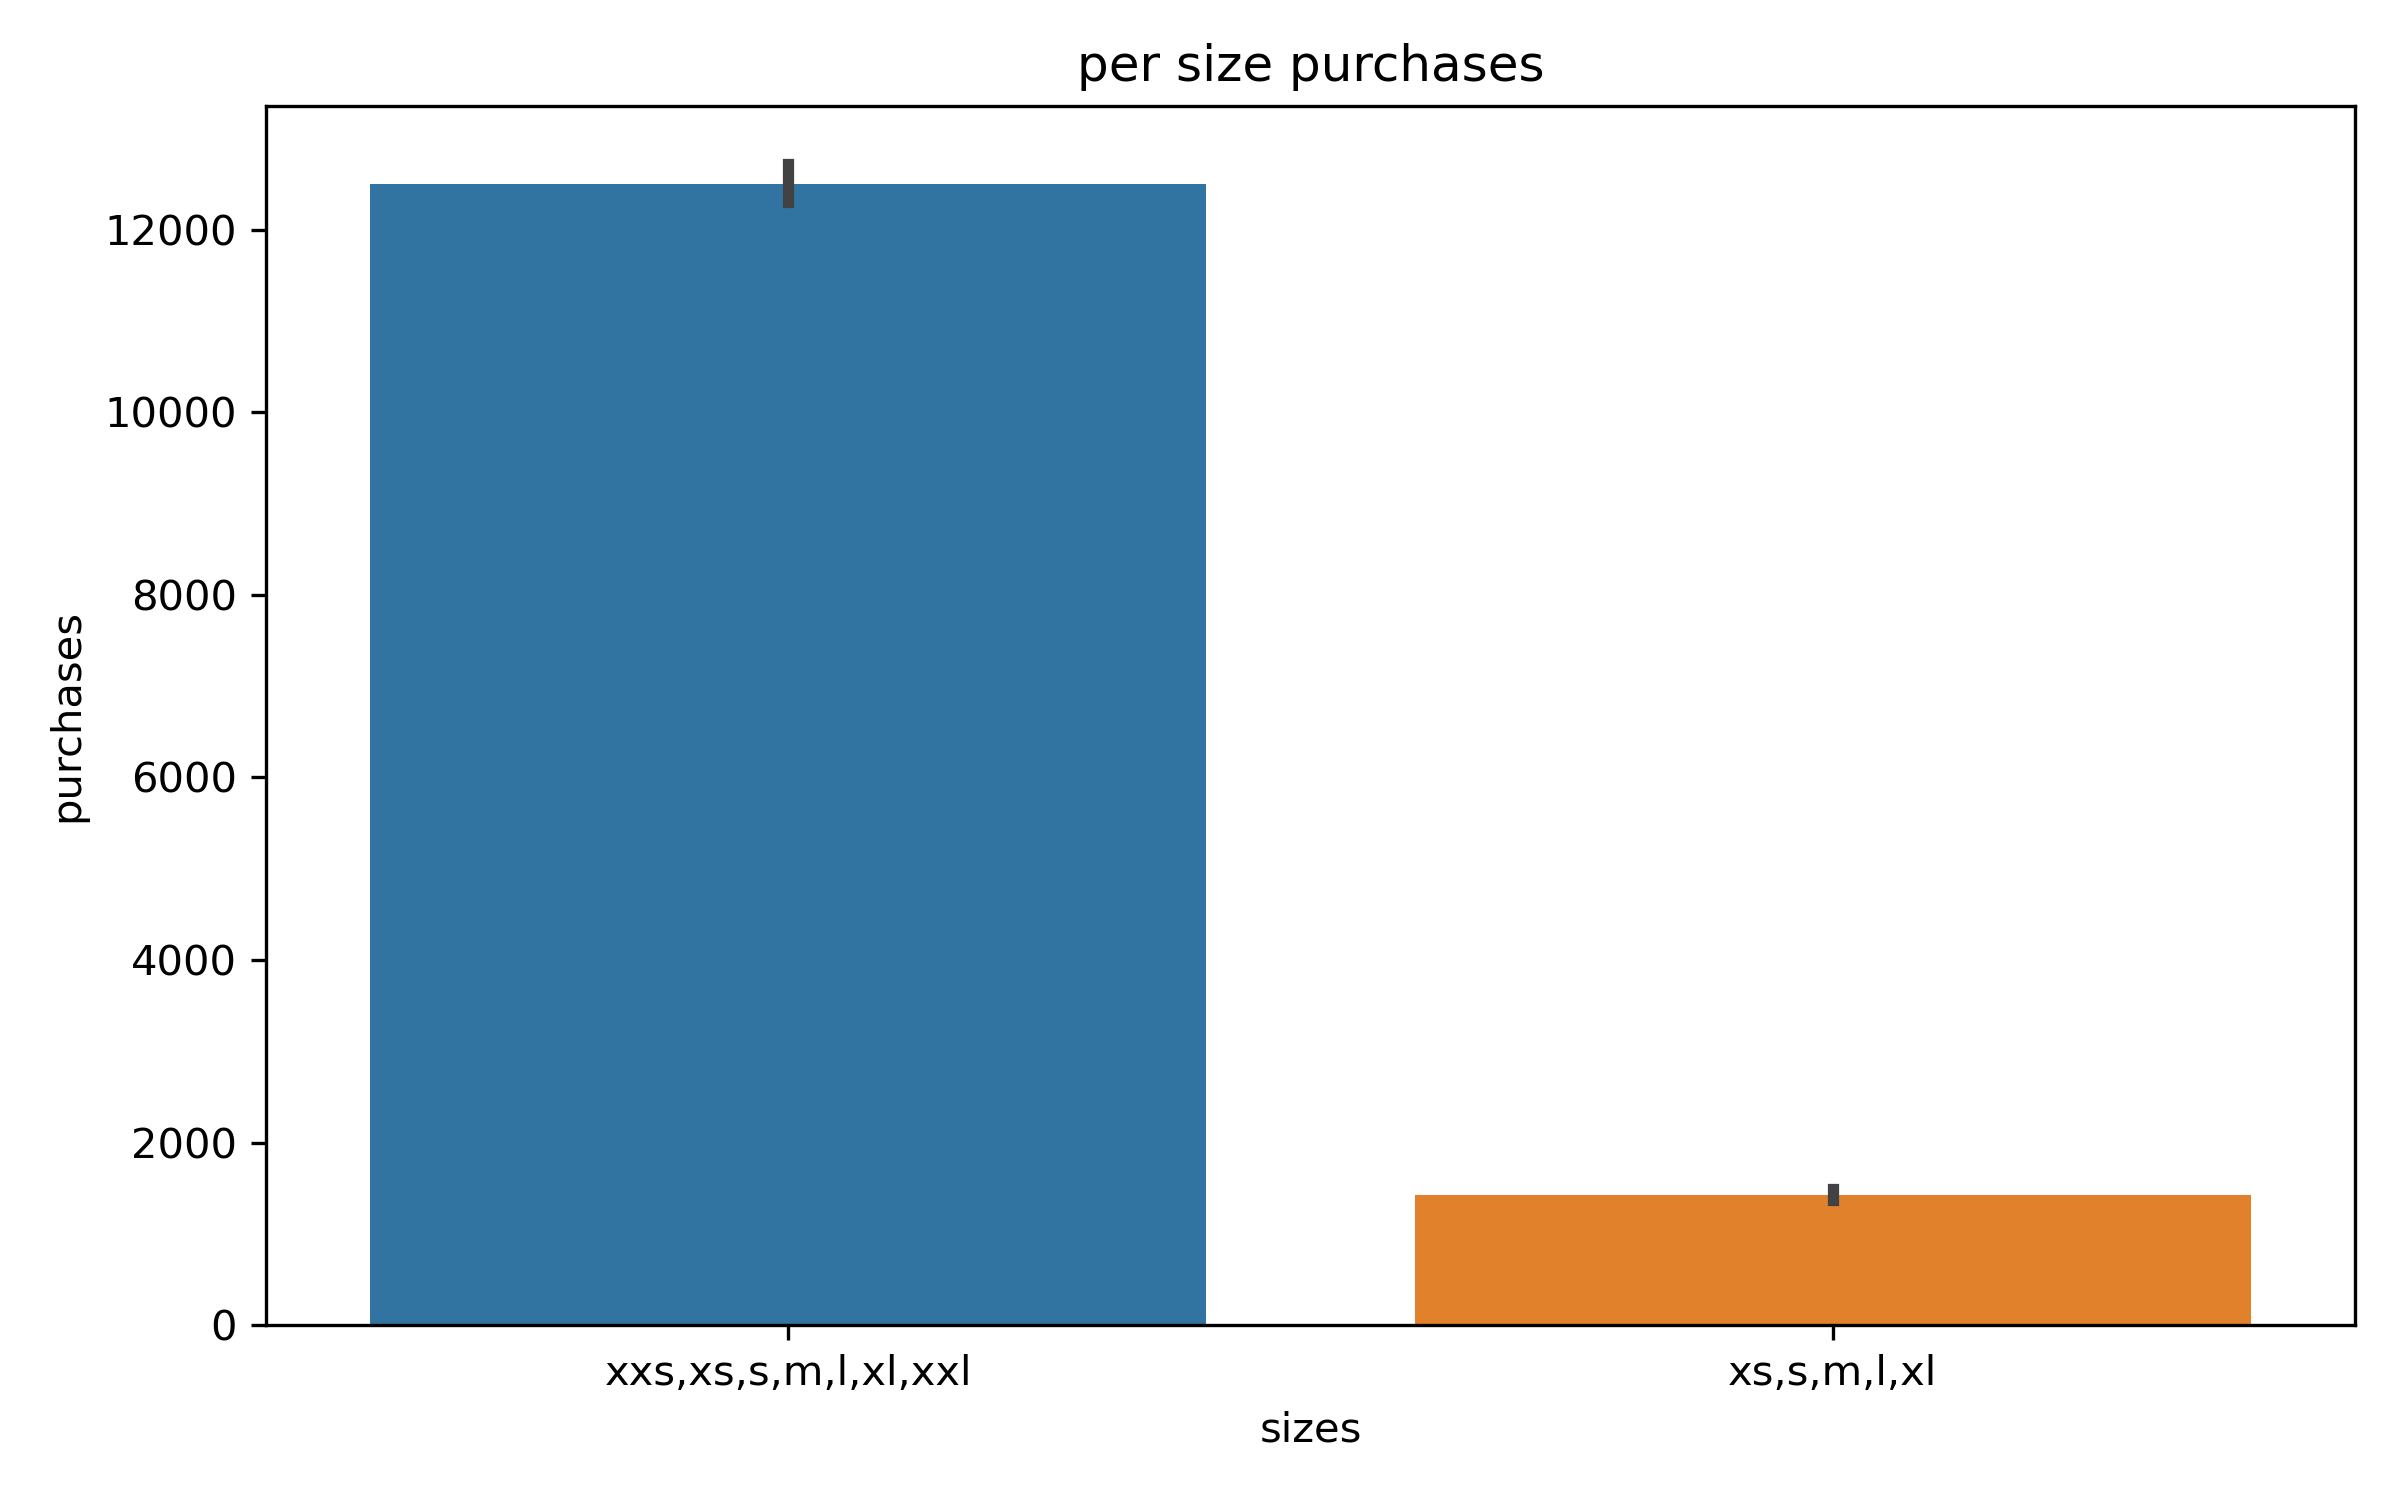 per size purchases
purchases
12000
10000
8000
6000
4000
2000
0
xxs,xs,s,m,l,xl,xxl
xs,s,m,l,xl
sizes